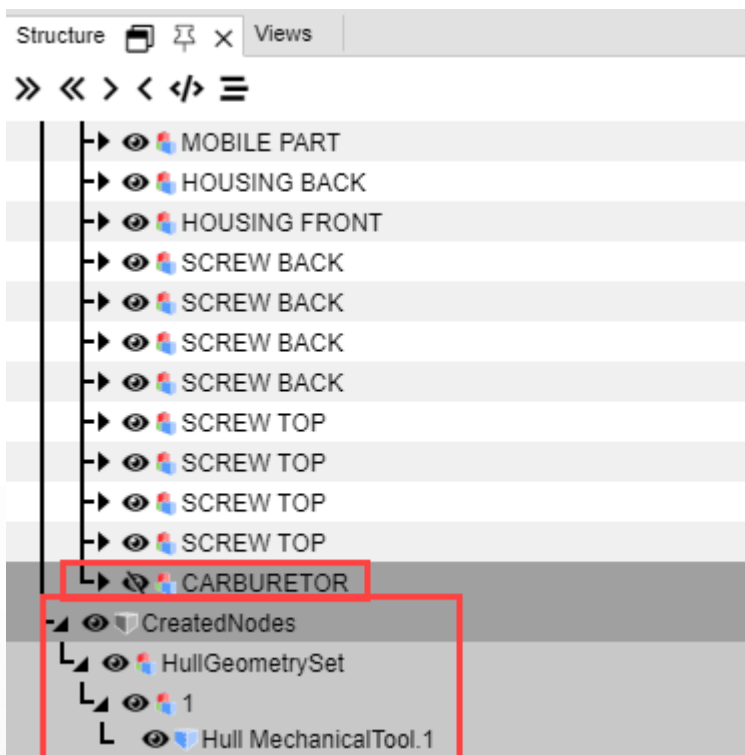 Structure Views
MOBILE PART
HOUSING BACK
HOUSING FRONT
SCREW BACK
SCREW BACK
SCREW BACK
SCREW BACK
SCREW TOP
SCREW TOP
SCREW TOP
SCREW TOP
CARBURETOR
CreatedNodes
HullGeometrySet
1
Hull MechanicalTool.1